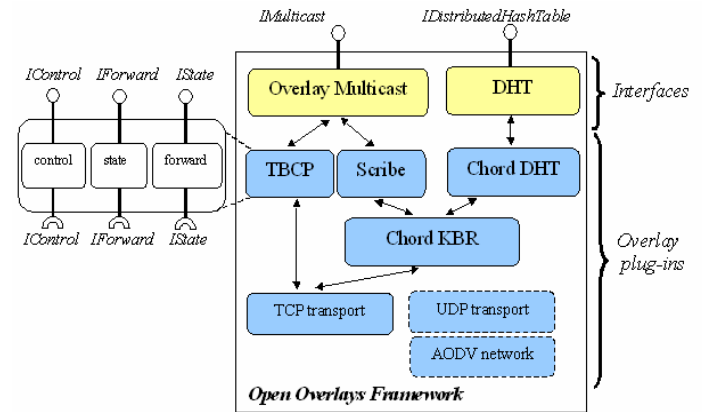 IMulticast
IDistributedHashTable
IControl
IForward
IState
Overlay Multicast
DHT
Interfaces
control
state
forward
TBCP
Scribe
Chord DHT
IControl
IForward
IState
Chord KBR
Overlay
plug-ins
TCP transport
UDP transport
AODV network
Open Overlays Framework